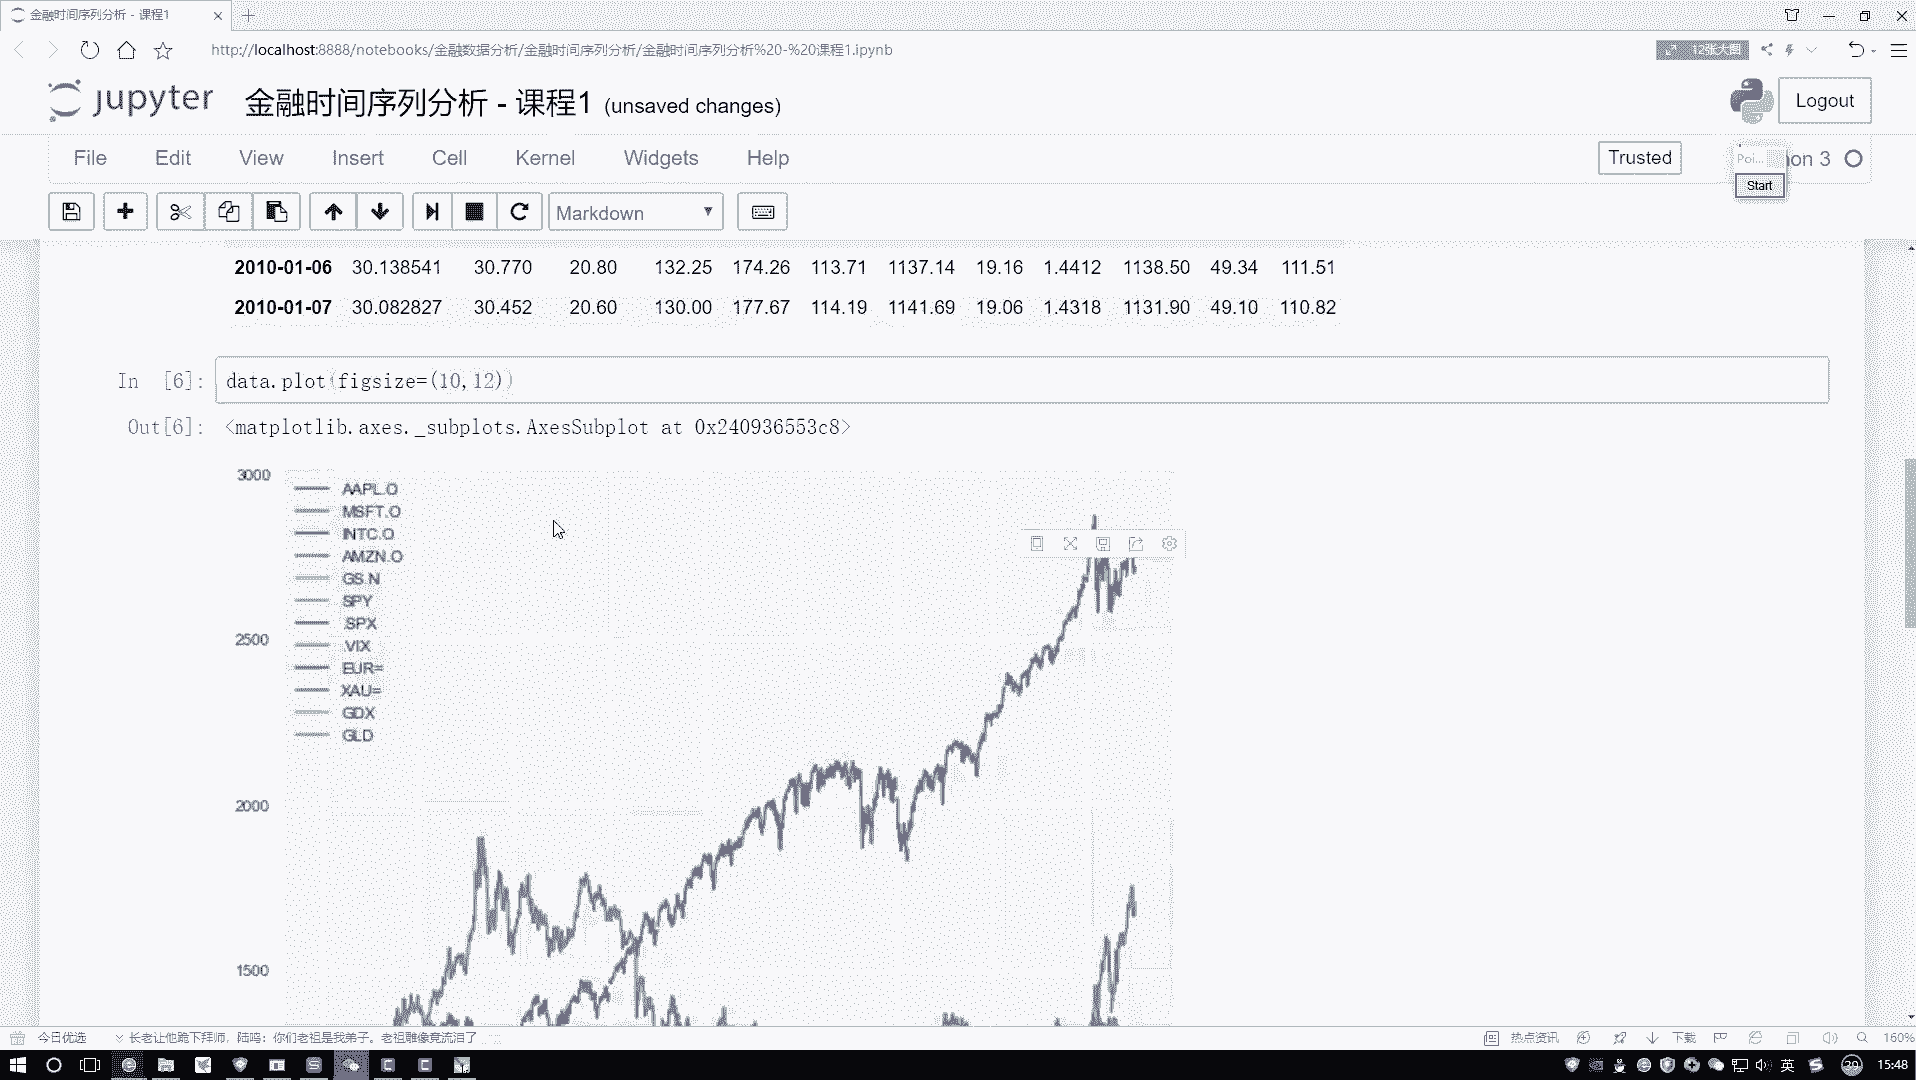 金融时间序列分析 - 课程1
http://localhost:8888/notebooks/金融数据分析/金融时间序列分析/金融时间序列分析%20-%20课程1.ipynb
12张大图
jupyter 金融时间序列分析 - 课程1 (unsaved changes)
Logout
File Edit View Insert Cell Kernel Widgets Help
Trusted
Poi... on 3
Start
Markdown
2010-01-06 30.138541 30.770 20.80 132.25 174.26 113.71 1137.14 19.16 1.4412 1138.50 49.34 111.51
2010-01-07 30.082827 30.452 20.60 130.00 177.67 114.19 1141.69 19.06 1.4318 1131.90 49.10 110.82
In [6]: data.plot(figsize=(10,12))
Out[6]: <matplotlib.axes._subplots.AxesSubplot at 0x240936553c8>
3000
AAPL.O
MSFT.O
INTC.O
AMZN.O
GS.N
SPY
.SPX
.VIX
EUR=
XAU=
GDX
GLD
2500
2000
1500
今日优选
长老让他跪下拜师，陆鸣：你们老祖是我弟子。老祖雕像竟流泪了
热点资讯
下载
160%
英
29
15:48